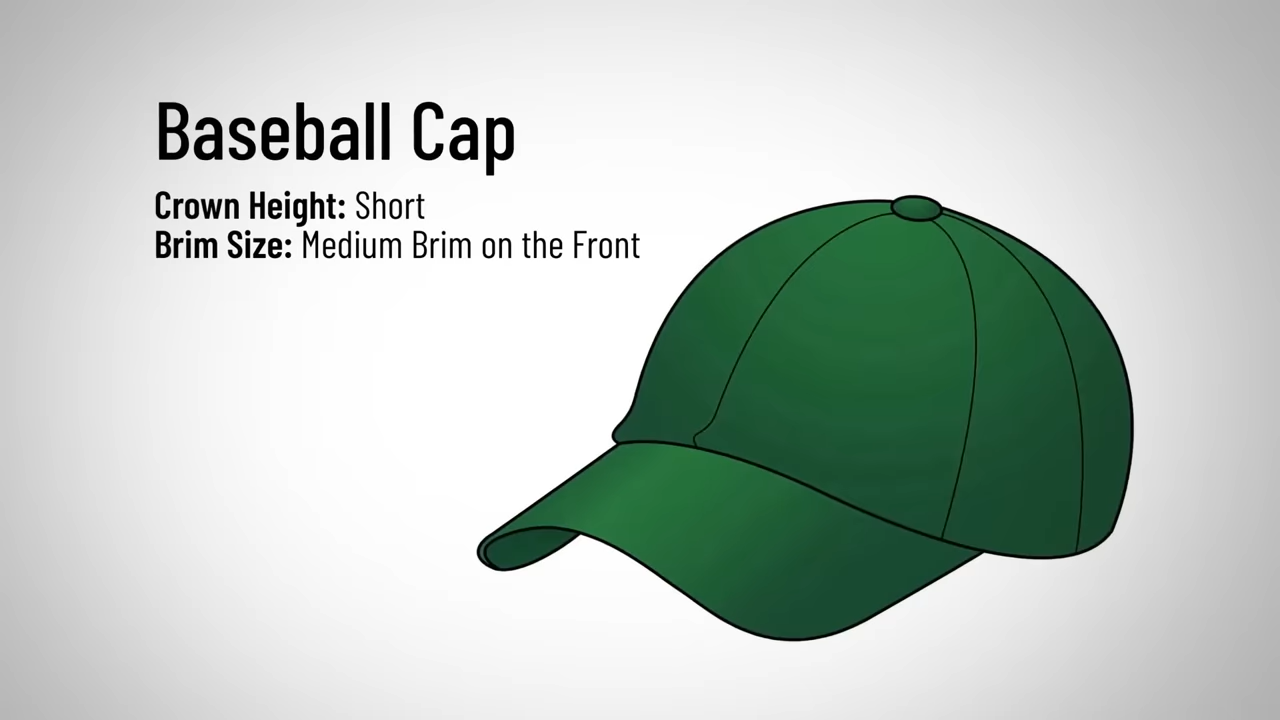 Baseball Cap
Crown Height: Short
Brim Size: Medium Brim on the Front